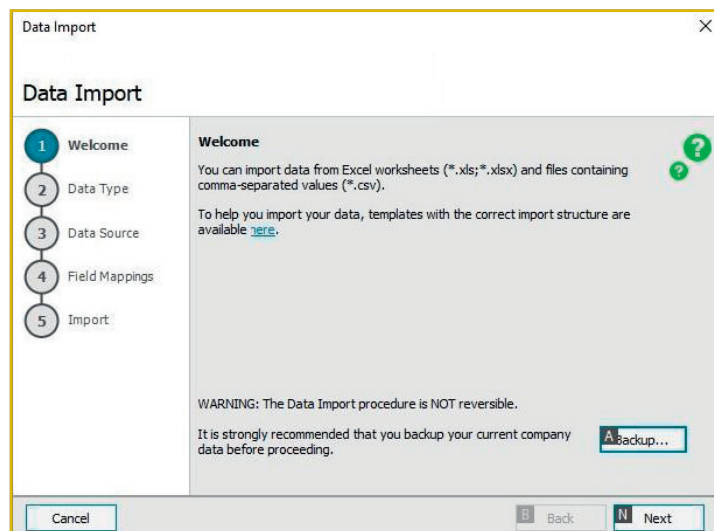 Data Import
Data Import
1 Welcome
2 Data Type
3 Data Source
4 Field Mappings
5 Import
Welcome
You can import data from Excel worksheets (*.xls;*.xlsx) and files containing
comma-separated values (*.csv).
To help you import your data, templates with the correct import structure are
available here.
WARNING: The Data Import procedure is NOT reversible.
It is strongly recommended that you backup your current company
data before proceeding.
A Backup...
Cancel
B Back
N Next